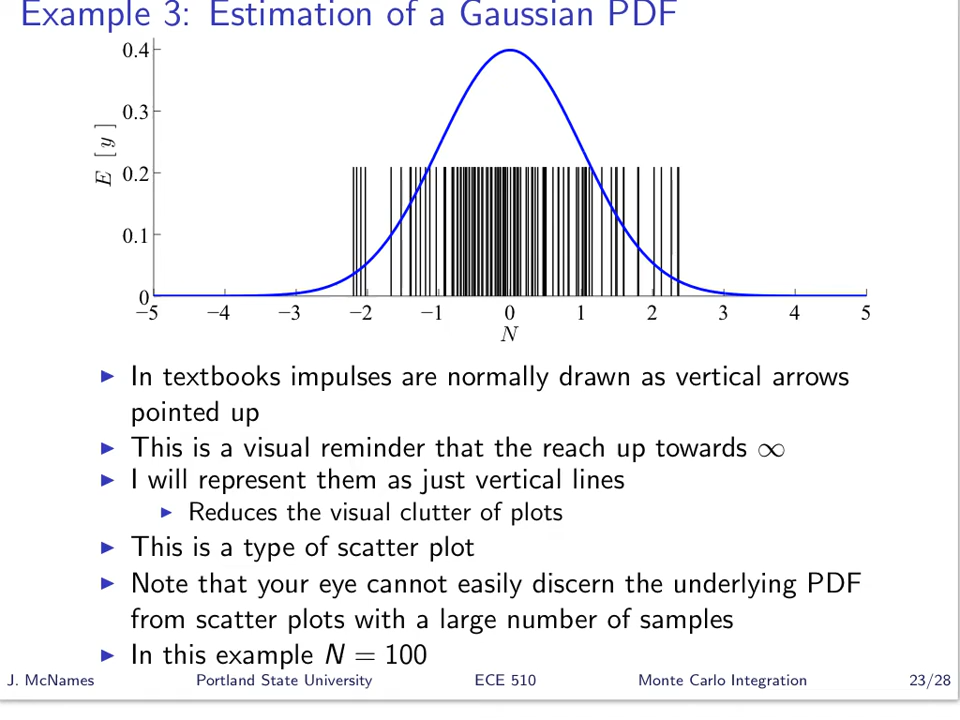 Example 3: Estimation of a Gaussian PDF
0.4
0.3
0.2
0.1
0
E [ y ]
−5 −4 −3 −2 −1 0 1 2 3 4 5
N
In textbooks impulses are normally drawn as vertical arrows
pointed up
This is a visual reminder that the reach up towards ∞
I will represent them as just vertical lines
Reduces the visual clutter of plots
This is a type of scatter plot
Note that your eye cannot easily discern the underlying PDF
from scatter plots with a large number of samples
In this example N = 100
J. McNames Portland State University ECE 510 Monte Carlo Integration 23/28